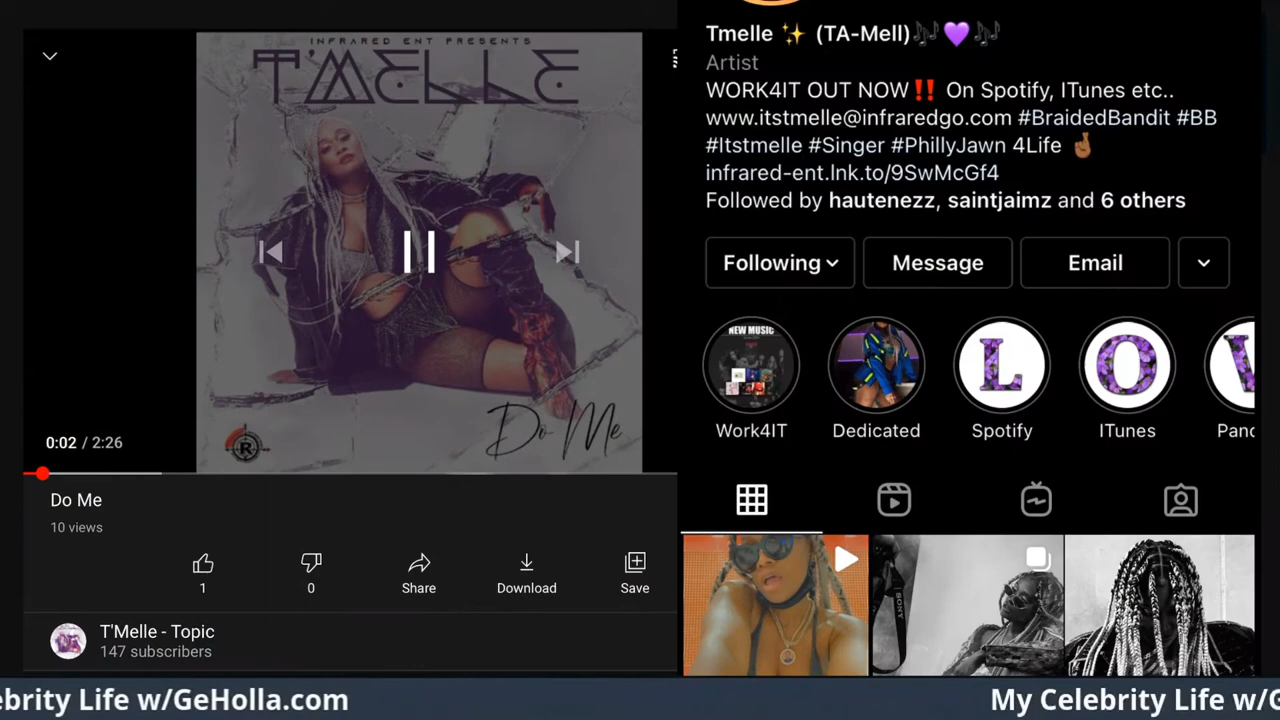 INFRARED ENT PRESENTS
T'MELLE
Do Me
R
0:02 / 2:26
Do Me
10 views
1
0
Share
Download
Save
T'Melle - Topic
147 subscribers
Tmelle ✨ (TA-Mell)🎶💜🎶
Artist
WORK4IT OUT NOW‼️ On Spotify, ITunes etc..
www.itstmelle@infraredgo.com #BraidedBandit #BB
#Itstmelle #Singer #PhillyJawn 4Life 🤞🏾
infrared-ent.lnk.to/9SwMcGf4
Followed by hautenezz, saintjaimz and 6 others
Following
Message
Email
NEW MUSIC
L
O
V
Work4IT
Dedicated
Spotify
ITunes
Panc
SONY
ebrity Life w/GeHolla.com
My Celebrity Life w/G